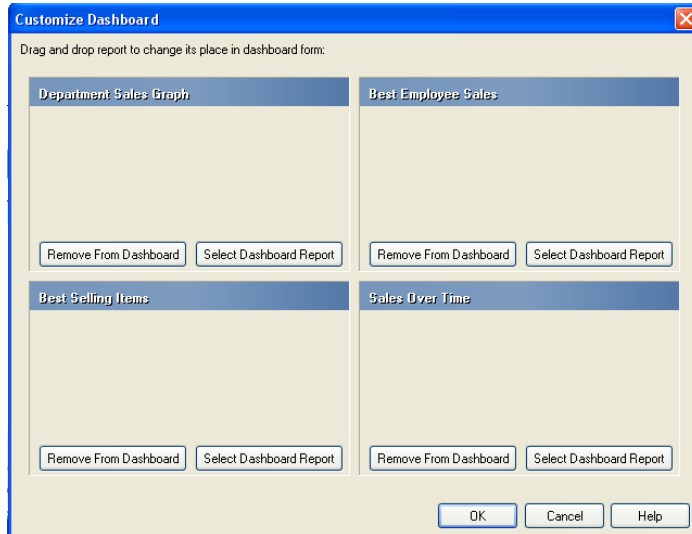 Customize Dashboard
Drag and drop report to change its place in dashboard form:
Department Sales Graph
Best Employee Sales
Remove From Dashboard
Select Dashboard Report
Remove From Dashboard
Select Dashboard Report
Best Selling Items
Sales Over Time
Remove From Dashboard
Select Dashboard Report
Remove From Dashboard
Select Dashboard Report
OK
Cancel
Help